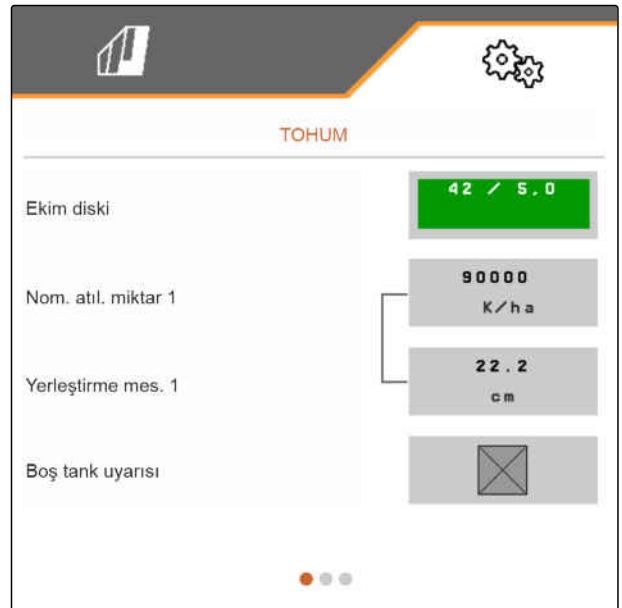 TOHUM
Ekim diski
42 / 5,0
Nom. atıl. miktar 1
90000
K/ha
Yerleştirme mes. 1
22.2
cm
Boş tank uyarısı